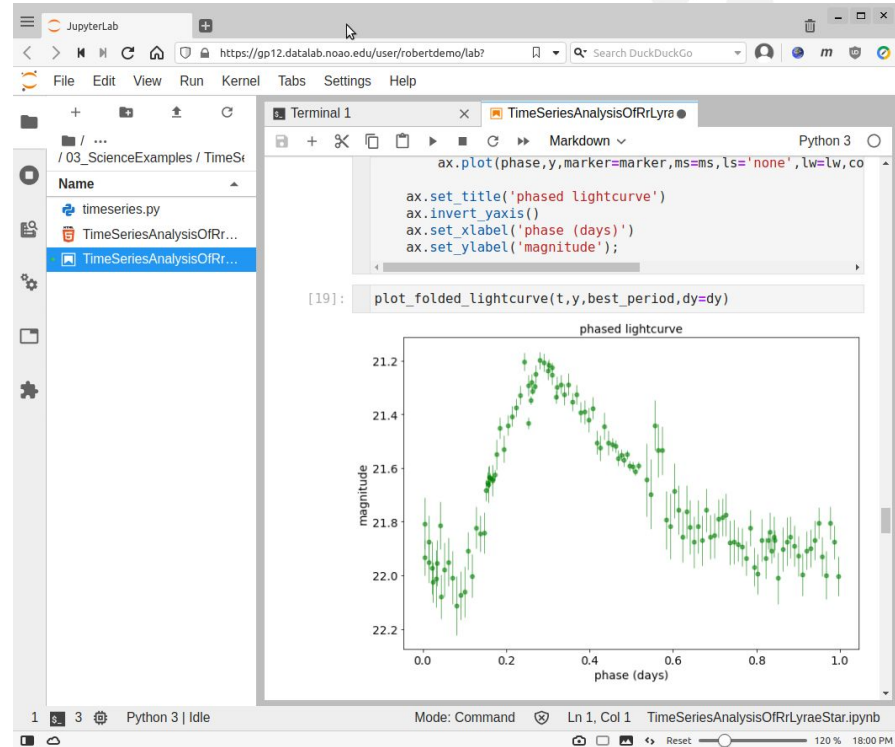 JupyterLab
https://gp12.datalab.noao.edu/user/robertdemo/lab?
Search DuckDuckGo
File Edit View Run Kernel Tabs Settings Help
Terminal 1
TimeSeriesAnalysisOfRrLyra
Markdown
Python 3
/ ...
/ 03_ScienceExamples / TimeSe
Name
timeseries.py
TimeSeriesAnalysisOfRr...
TimeSeriesAnalysisOfRr...
ax.plot(phase,y,marker=marker,ms=ms,ls='none',lw=lw,co
ax.set_title('phased lightcurve')
ax.invert_yaxis()
ax.set_xlabel('phase (days)')
ax.set_ylabel('magnitude');
[19]: plot_folded_lightcurve(t,y,best_period,dy=dy)
phased lightcurve
magnitude
21.2
21.4
21.6
21.8
22.0
22.2
0.0 0.2 0.4 0.6 0.8 1.0
phase (days)
1 $_ 3 Python 3 | Idle
Mode: Command
Ln 1, Col 1
TimeSeriesAnalysisOfRrLyraeStar.ipynb
Reset
120 %
18:00 PM